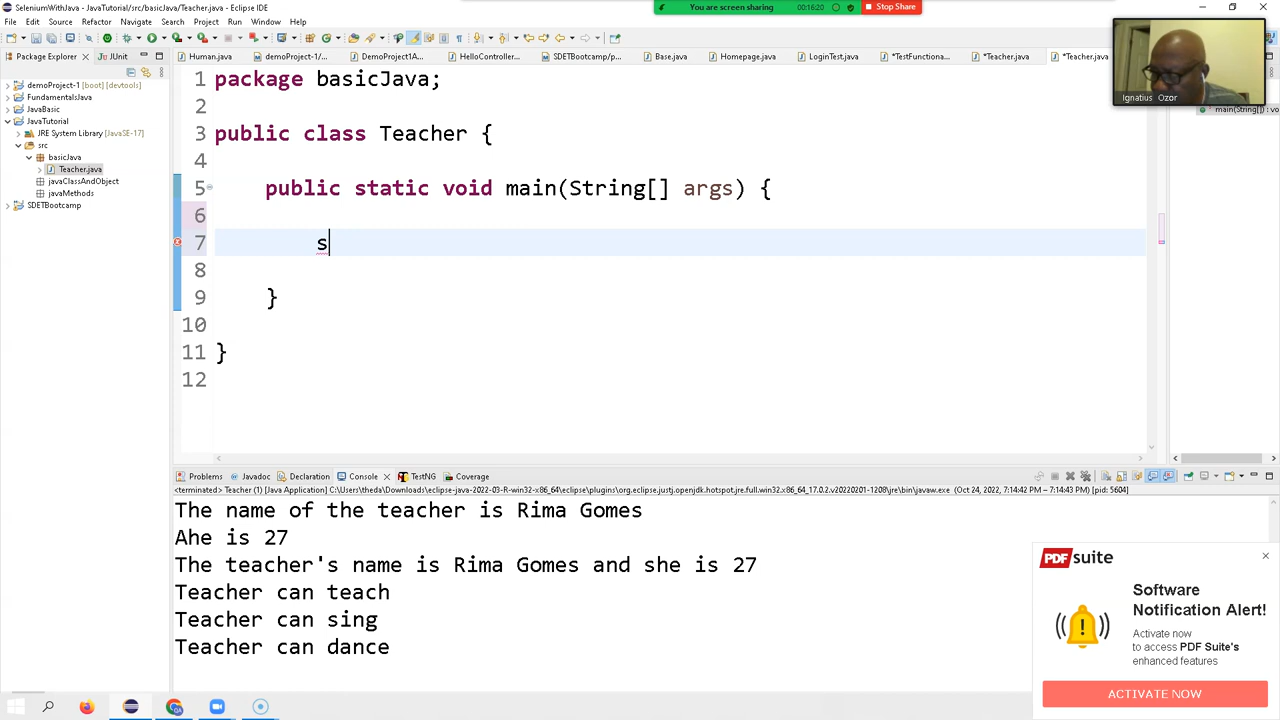 SeleniumWithJava - JavaTutorial/src/basicJava/Teacher.java - Eclipse IDE
You are screen sharing
00:16:20
Stop Share
File Edit Source Refactor Navigate Search Project Run Window Help
Package Explorer
JUnit
Human.java
demoProject-1/...
DemoProject1A...
HelloController...
SDETBootcamp/p...
Base.java
Homepage.java
LoginTest.java
*TestFunctiona...
*Teacher.java
*Teacher.java
Ignatius Ozor
main(String[]) : vo
demoProject-1 [boot] [devtools]
FundamentalsJava
JavaBasic
JavaTutorial
JRE System Library [JavaSE-17]
src
basicJava
Teacher.java
javaClassAndObject
javaMethods
SDETBootcamp
1 package basicJava;
2
3 public class Teacher {
4
5 public static void main(String[] args) {
6
7 s
8
9 }
10
11 }
12
Problems Javadoc Declaration Console TestNG Coverage
<terminated> Teacher (1) [Java Application] C:\Users\theda\Downloads\eclipse-java-2022-03-R-win32-x86_64\eclipse\plugins\org.eclipse.justj.openjdk.hotspot.jre.full.win32.x86_64_17.0.2.v20220201-1208\jre\bin\javaw.exe (Oct 24, 2022, 7:14:42 PM – 7:14:43 PM) [pid: 5604]
The name of the teacher is Rima Gomes
Ahe is 27
The teacher's name is Rima Gomes and she is 27
Teacher can teach
Teacher can sing
Teacher can dance
PDF suite
Software
Notification Alert!
Activate now
to access PDF Suite's
enhanced features
ACTIVATE NOW